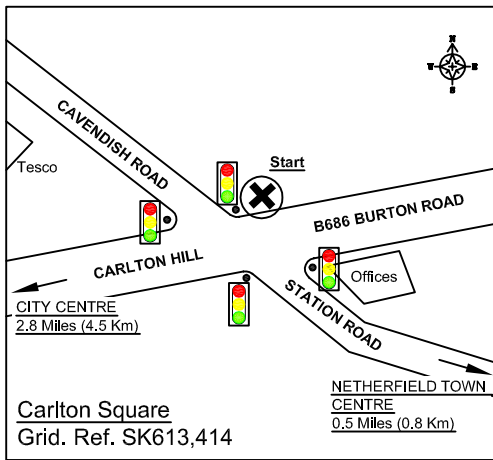 N
W E
S
CAVENDISH ROAD
Tesco
Start
B686 BURTON ROAD
CARLTON HILL
Offices
STATION ROAD
CITY CENTRE
2.8 Miles (4.5 Km)
NETHERFIELD TOWN
CENTRE
0.5 Miles (0.8 Km)
Carlton Square
Grid. Ref. SK613,414